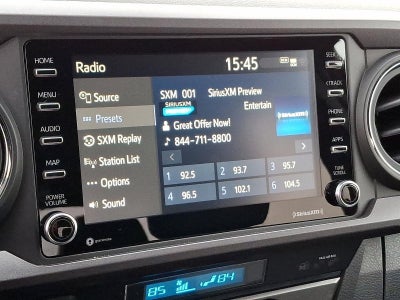 Radio 15:45
HOME
MENU
AUDIO
MAP
POWER
VOLUME
Source
Presets
SXM Replay
Station List
Options
Sound
SXM 001 SiriusXM Preview
SIRIUSXM
Entertain
Great Offer Now!
844-711-8800
SiriusXM
1 92.5 2 93.7 3 95.7
4 96.5 5 102.1 6 104.5
SEEK
TRACK
PHONE
APPS
TUNE
SCROLL
SiriusXM
85 84